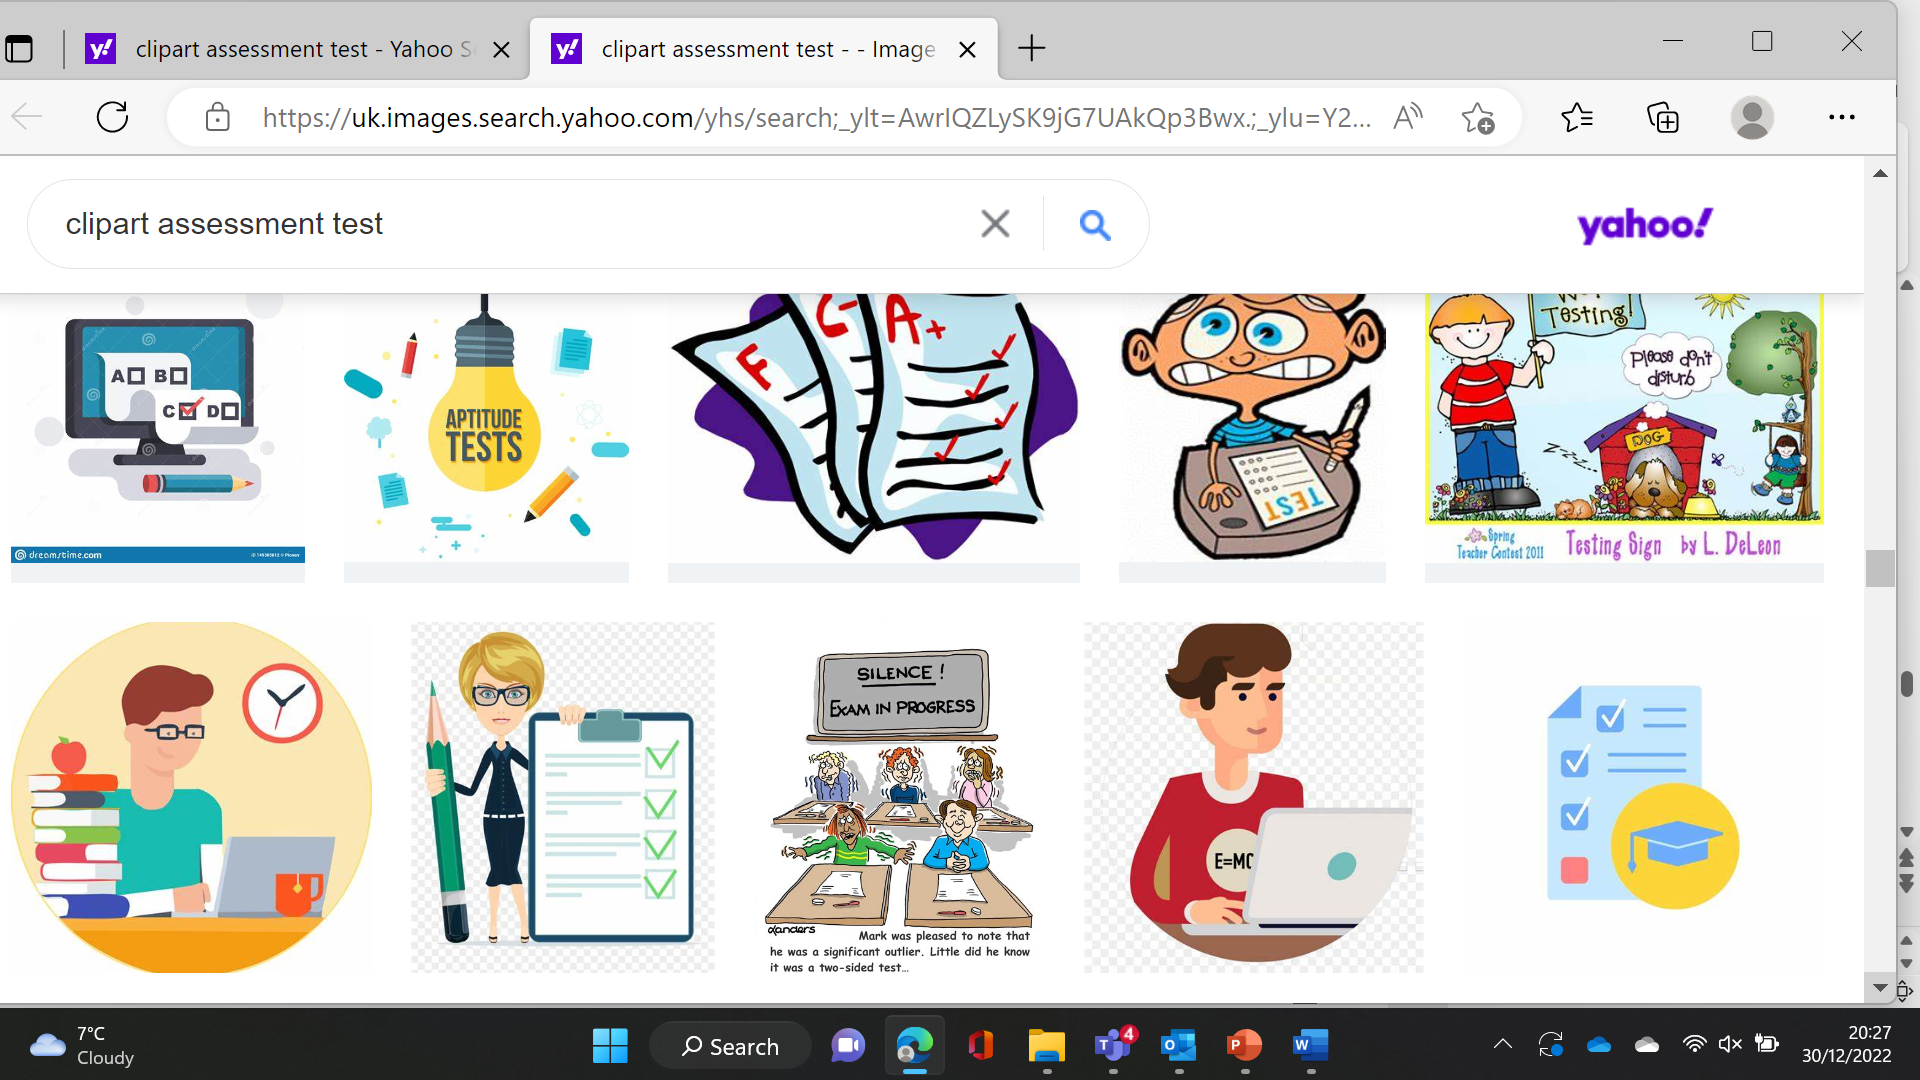 clipart assessment test - Yahoo S
clipart assessment test - - Image
https://uk.images.search.yahoo.com/yhs/search;_ylt=AwrIQZLySK9jG7UAkQp3Bwx.;_ylu=Y2...
clipart assessment test
yahoo!
A B
C D
dreamstime.com
APTITUDE
TESTS
F
C-
A+
TEST
Testing!
Please don't
disturb
DOG
zzzz
Spring
Teacher Contest 2011
Testing Sign by L. DeLeon
SILENCE !
EXAM IN PROGRESS
Mark was pleased to note that
he was a significant outlier. Little did he know
it was a two-sided test...
E=MC
7°C
Cloudy
Search
4
20:27
30/12/2022